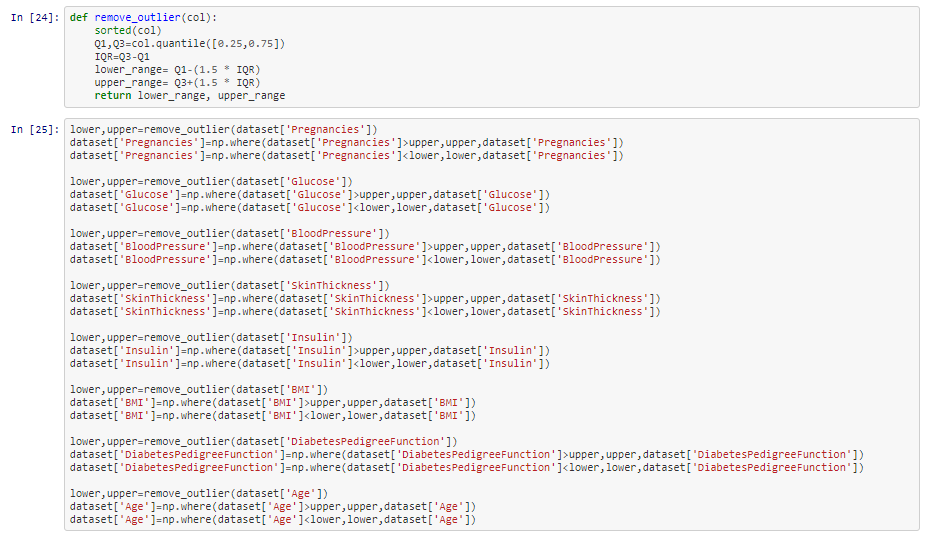 In [24]: def remove_outlier(col):
    sorted(col)
    Q1,Q3=col.quantile([0.25,0.75])
    IQR=Q3-Q1
    lower_range= Q1-(1.5 * IQR)
    upper_range= Q3+(1.5 * IQR)
    return lower_range, upper_range
In [25]: lower,upper=remove_outlier(dataset['Pregnancies'])
dataset['Pregnancies']=np.where(dataset['Pregnancies']>upper,upper,dataset['Pregnancies'])
dataset['Pregnancies']=np.where(dataset['Pregnancies']<lower,lower,dataset['Pregnancies'])
lower,upper=remove_outlier(dataset['Glucose'])
dataset['Glucose']=np.where(dataset['Glucose']>upper,upper,dataset['Glucose'])
dataset['Glucose']=np.where(dataset['Glucose']<lower,lower,dataset['Glucose'])
lower,upper=remove_outlier(dataset['BloodPressure'])
dataset['BloodPressure']=np.where(dataset['BloodPressure']>upper,upper,dataset['BloodPressure'])
dataset['BloodPressure']=np.where(dataset['BloodPressure']<lower,lower,dataset['BloodPressure'])
lower,upper=remove_outlier(dataset['SkinThickness'])
dataset['SkinThickness']=np.where(dataset['SkinThickness']>upper,upper,dataset['SkinThickness'])
dataset['SkinThickness']=np.where(dataset['SkinThickness']<lower,lower,dataset['SkinThickness'])
lower,upper=remove_outlier(dataset['Insulin'])
dataset['Insulin']=np.where(dataset['Insulin']>upper,upper,dataset['Insulin'])
dataset['Insulin']=np.where(dataset['Insulin']<lower,lower,dataset['Insulin'])
lower,upper=remove_outlier(dataset['BMI'])
dataset['BMI']=np.where(dataset['BMI']>upper,upper,dataset['BMI'])
dataset['BMI']=np.where(dataset['BMI']<lower,lower,dataset['BMI'])
lower,upper=remove_outlier(dataset['DiabetesPedigreeFunction'])
dataset['DiabetesPedigreeFunction']=np.where(dataset['DiabetesPedigreeFunction']>upper,upper,dataset['DiabetesPedigreeFunction'])
dataset['DiabetesPedigreeFunction']=np.where(dataset['DiabetesPedigreeFunction']<lower,lower,dataset['DiabetesPedigreeFunction'])
lower,upper=remove_outlier(dataset['Age'])
dataset['Age']=np.where(dataset['Age']>upper,upper,dataset['Age'])
dataset['Age']=np.where(dataset['Age']<lower,lower,dataset['Age'])